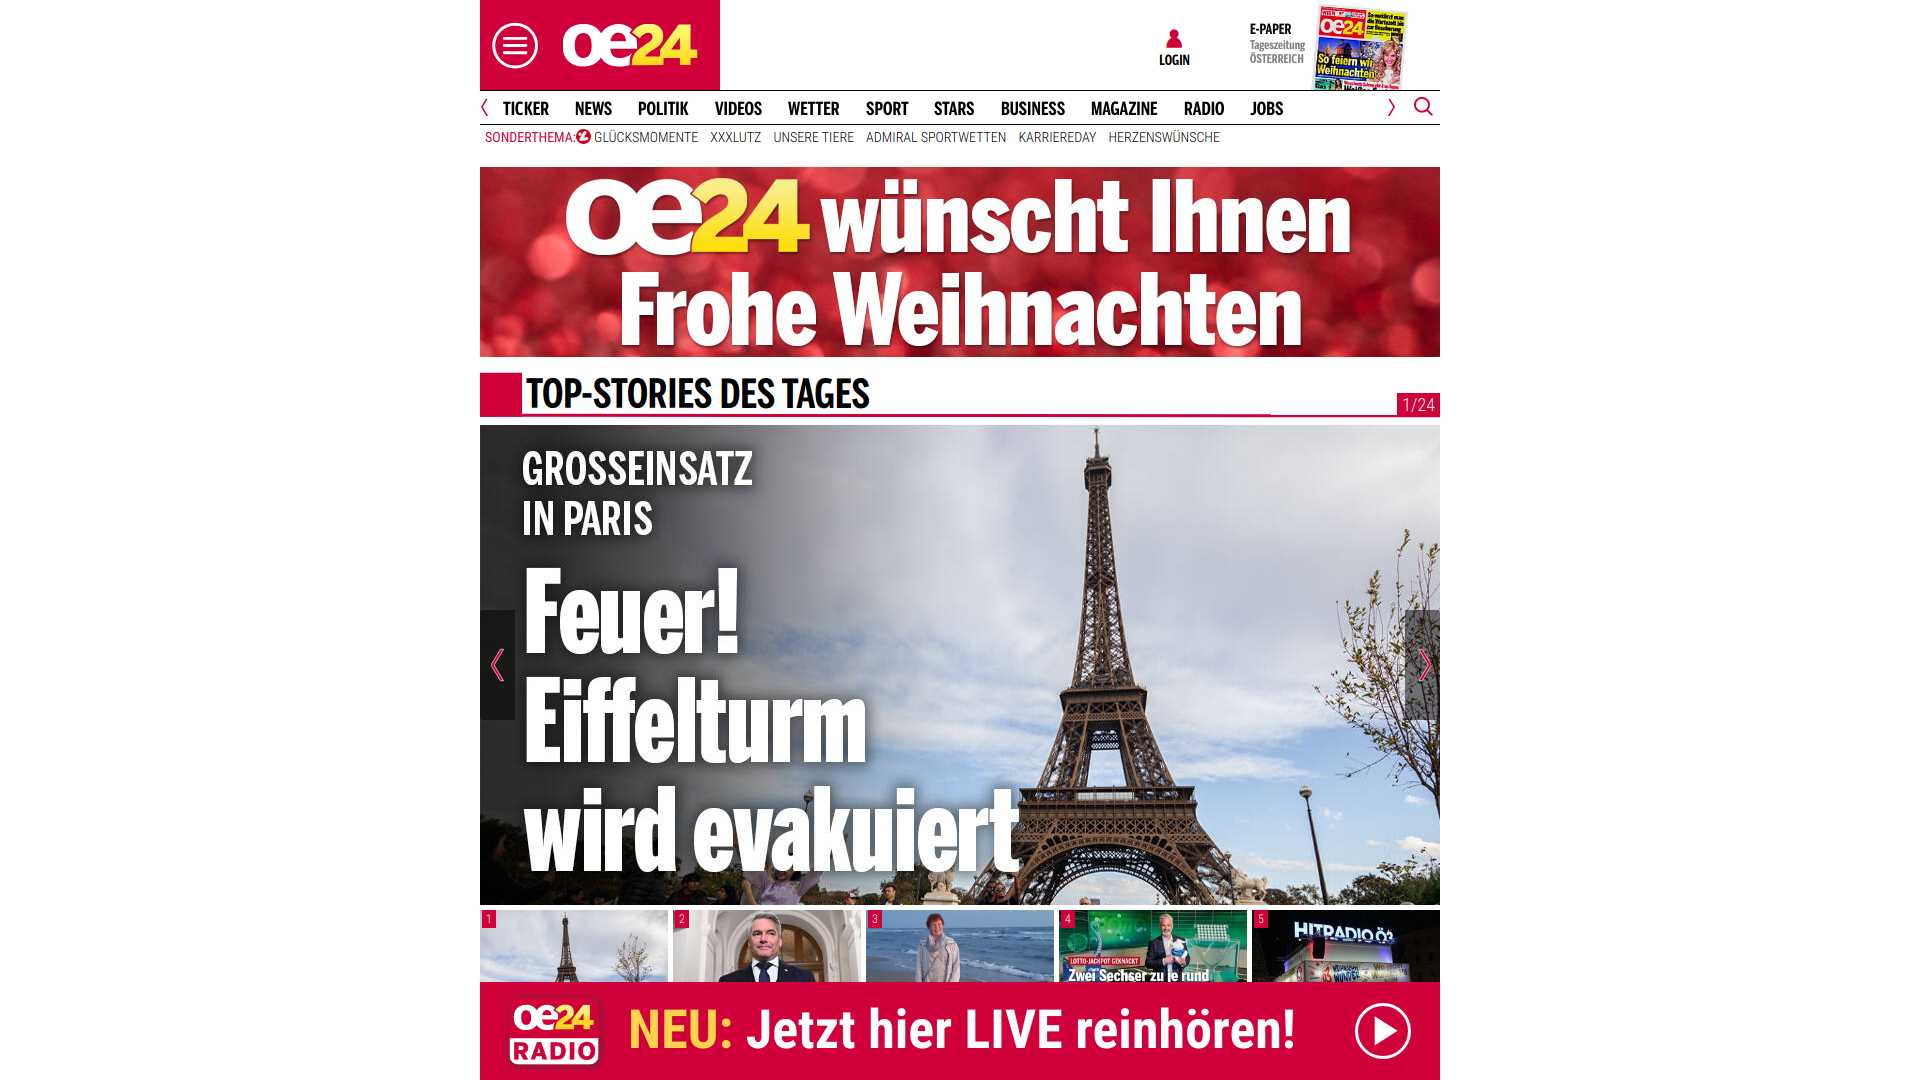 oe24
LOGIN
E-PAPER
Tageszeitung
ÖSTERREICH
oe24
So feiern wir
Weihnachten
TICKER NEWS POLITIK VIDEOS WETTER SPORT STARS BUSINESS MAGAZINE RADIO JOBS
SONDERTHEMA: GLÜCKSMOMENTE XXXLUTZ UNSERE TIERE ADMIRAL SPORTWETTEN KARRIEREDAY HERZENSWÜNSCHE
oe24 wünscht Ihnen
Frohe Weihnachten
TOP-STORIES DES TAGES
1/24
GROSSEINSATZ
IN PARIS
Feuer!
Eiffelturm
wird evakuiert
1 2 3 4 5
HITRADIO Ö3
LOTTO-JACKPOT GEKNACKT
Zwei Sechser zu je rund
oe24
RADIO
NEU: Jetzt hier LIVE reinhören!